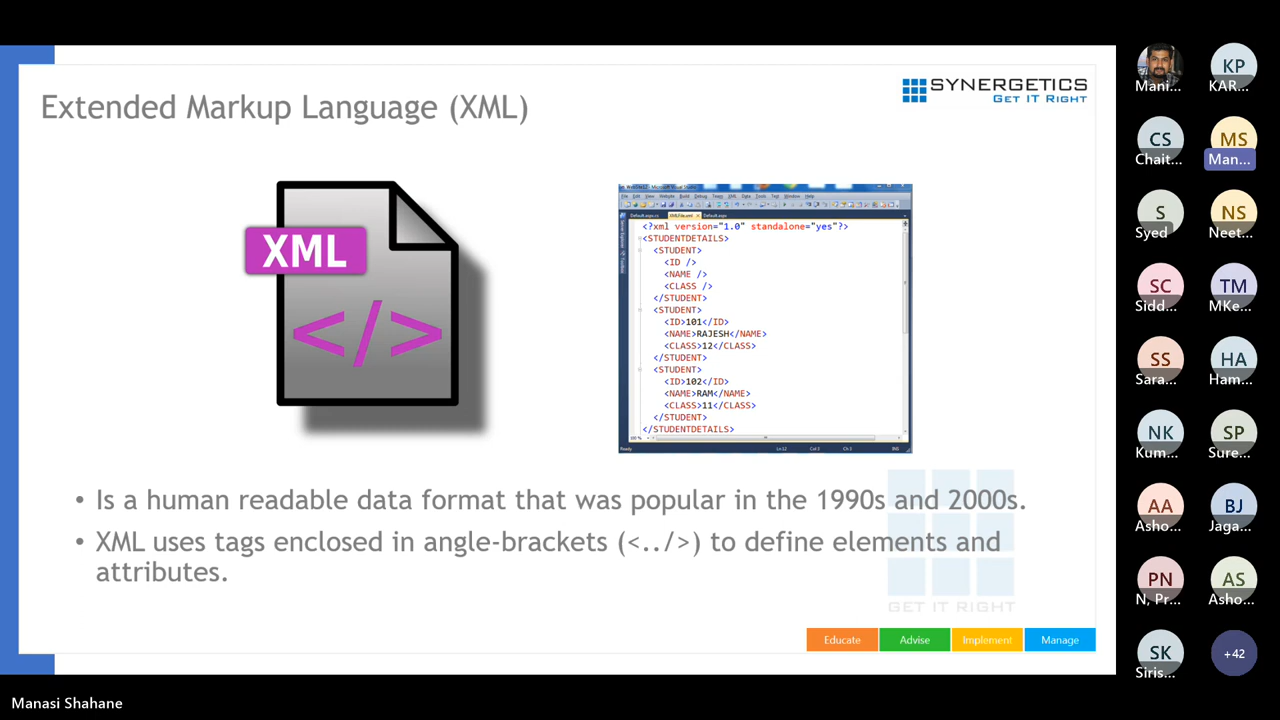 SYNERGETICS
GET IT RIGHT
Extended Markup Language (XML)
XML
</>
<?xml version="1.0" standalone="yes"?>
<STUDENTDETAILS>
<STUDENT>
<ID />
<NAME />
<CLASS />
</STUDENT>
<STUDENT>
<ID>101</ID>
<NAME>RAJESH</NAME>
<CLASS>12</CLASS>
</STUDENT>
<STUDENT>
<ID>102</ID>
<NAME>RAM</NAME>
<CLASS>11</CLASS>
</STUDENT>
</STUDENTDETAILS>
• Is a human readable data format that was popular in the 1990s and 2000s.
• XML uses tags enclosed in angle-brackets (<../>) to define elements and
attributes.
GET IT RIGHT
Educate Advise Implement Manage
Manasi Shahane
Mani...
KP
KAR...
CS
Chait...
MS
Man...
S
Syed
NS
Neet...
SC
Sidd...
TM
MKe...
SS
Sara...
HA
Ham...
NK
Kum...
SP
Sure...
AA
Asho...
BJ
Jaga...
PN
N, Pr...
AS
Asho...
SK
Siris...
+42